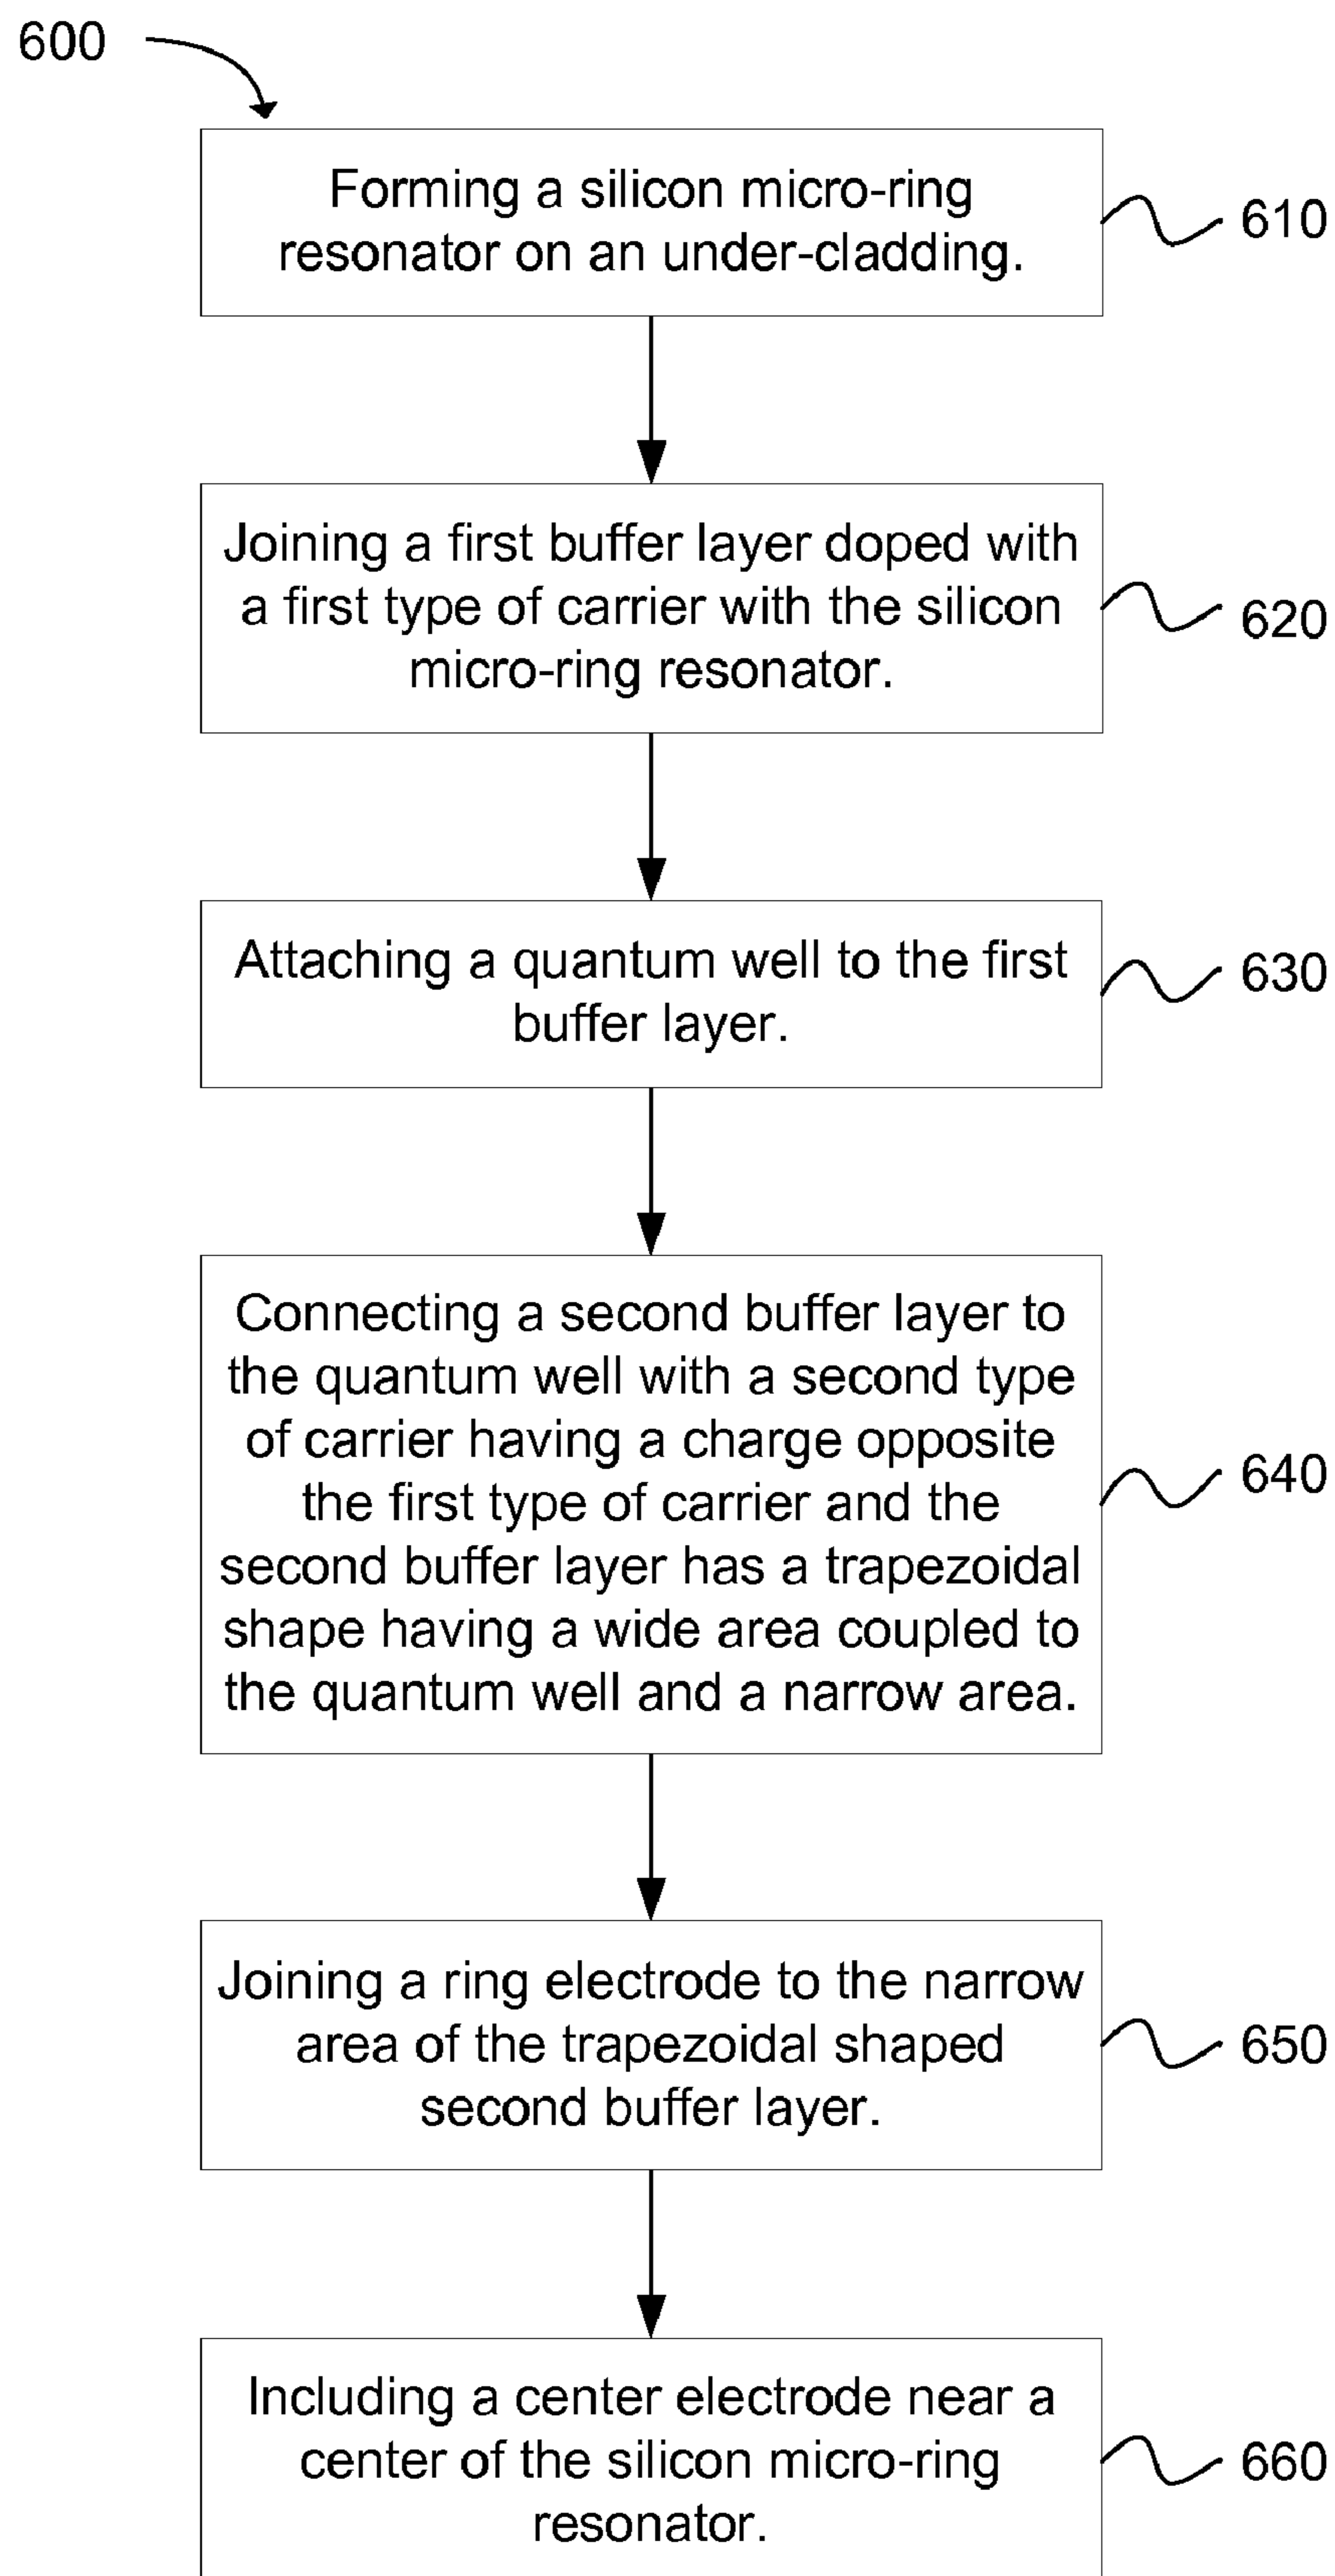 600
Forming a silicon micro-ring
resonator on an under-cladding.
610
Joining a first buffer layer doped with
a first type of carrier with the silicon
micro-ring resonator.
620
Attaching a quantum well to the first
buffer layer.
630
Connecting a second buffer layer to
the quantum well with a second type
of carrier having a charge opposite
the first type of carrier and the
second buffer layer has a trapezoidal
shape having a wide area coupled to
the quantum well and a narrow area.
640
Joining a ring electrode to the narrow
area of the trapezoidal shaped
second buffer layer.
650
Including a center electrode near a
center of the silicon micro-ring
resonator.
660